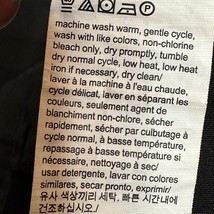 machine wash warm, gentle cycle,
wash with like colors, non-chlorine
bleach only, dry promptly, tumble
dry normal cycle, low heat, low heat
iron if necessary, dry clean/
laver à la machine à l'eau chaude,
cycle délicat, laver en séparant les
couleurs, seulement agent de
blanchiment sans chlore, sécher
rapidement, sécher par culbutage à
cycle normal, à basse température,
repassage à basse température si
nécessaire, nettoyage à sec/
usar detergente, lavar con colores
similares, secar pronto, exprimir/
유사 색상끼리 세탁, 빠른 시간 내에
건조하십시오/